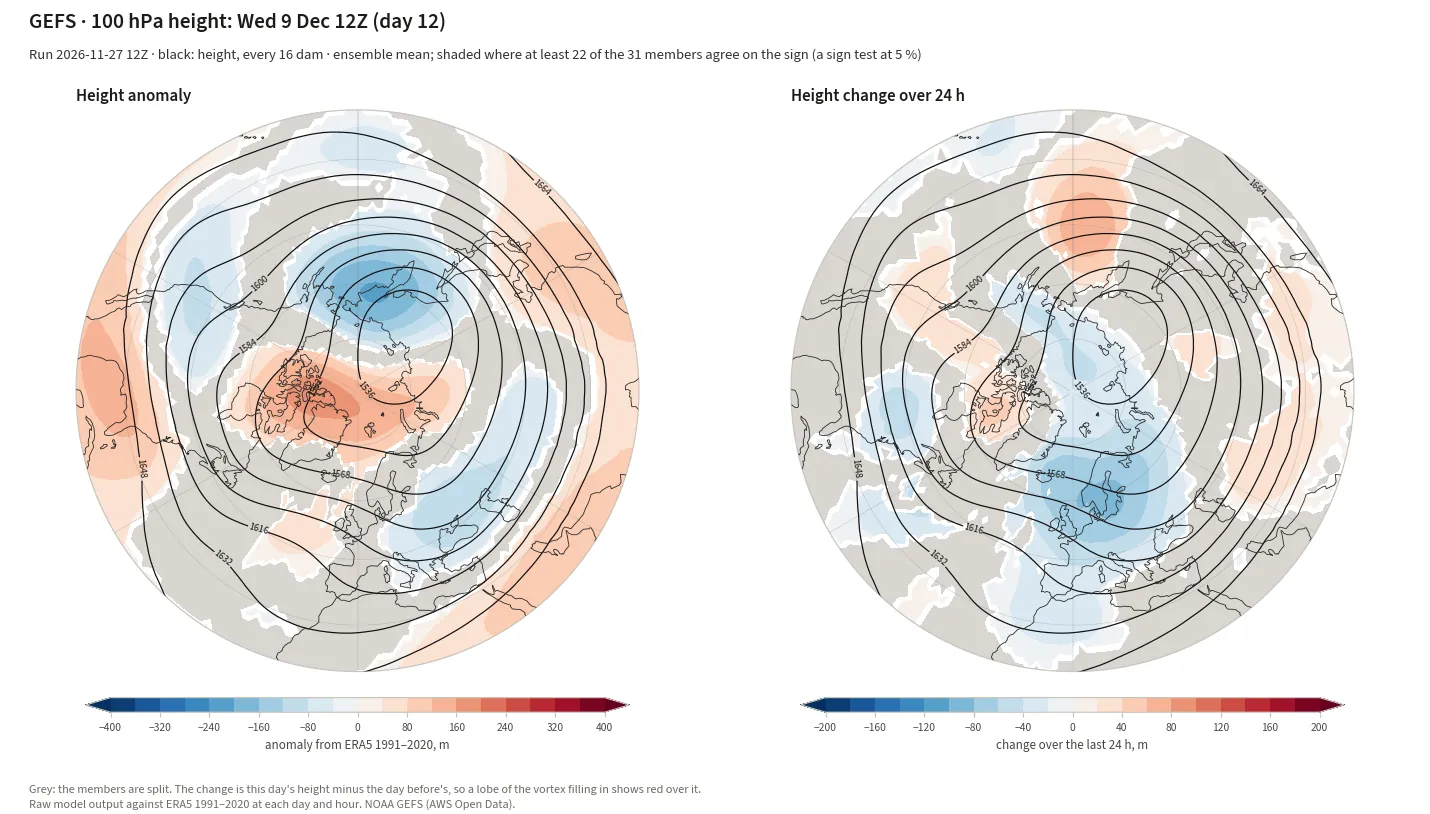 GEFS · 100 hPa height: Wed 9 Dec 12Z (day 12)
Run 2026-11-27 12Z · black: height, every 16 dam · ensemble mean; shaded where at least 22 of the 31 members agree on the sign (a sign test at 5 %)
Height anomaly
Height change over 24 h
1664
1600
1584
1536
1568
1648
1616
1632
1664
1600
1584
1536
1568
1648
1616
1632
−400 −320 −240 −160 −80 0 80 160 240 320 400
anomaly from ERA5 1991–2020, m
−200 −160 −120 −80 −40 0 40 80 120 160 200
change over the last 24 h, m
Grey: the members are split. The change is this day's height minus the day before's, so a lobe of the vortex filling in shows red over it.
Raw model output against ERA5 1991–2020 at each day and hour. NOAA GEFS (AWS Open Data).